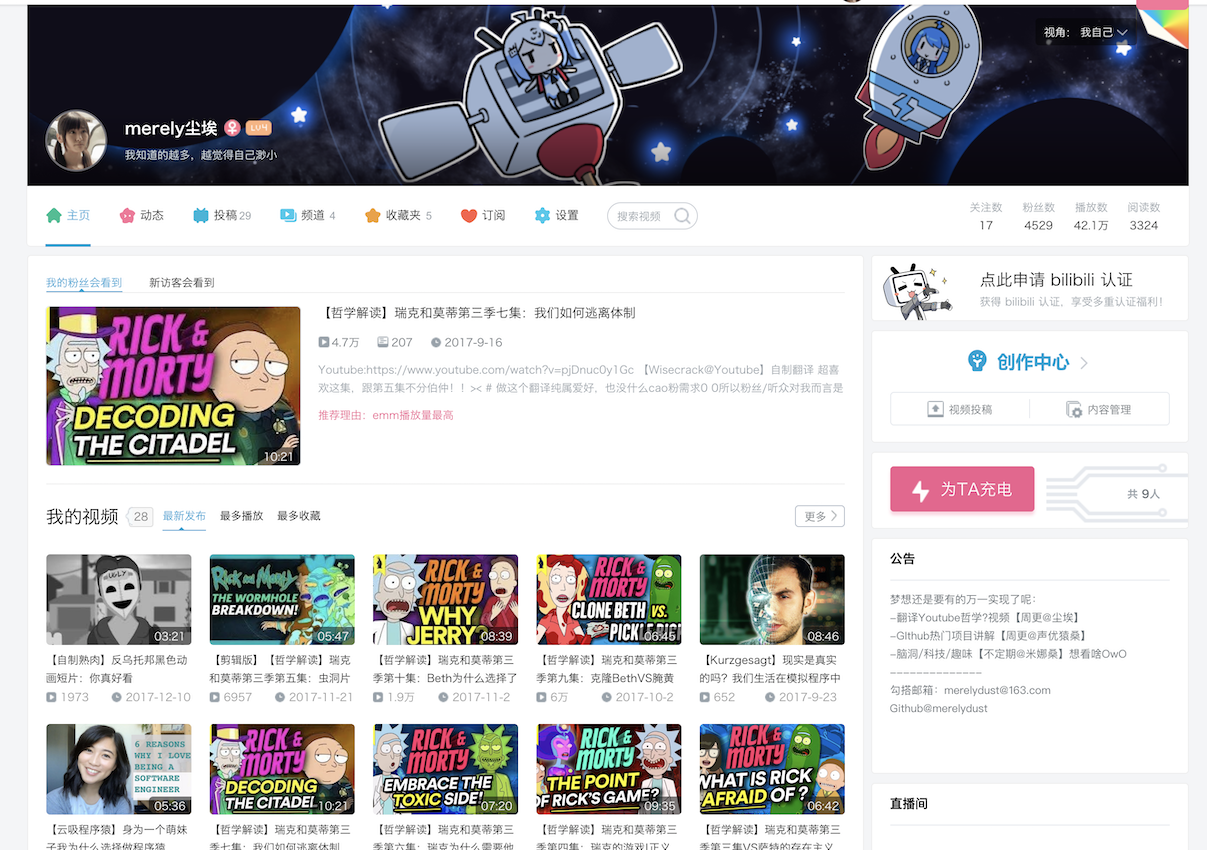 视角： 我自己
merely尘埃 LV4
我知道的越多，越觉得自己渺小
主页 动态 投稿 29 频道 4 收藏夹 5 订阅 设置 搜索视频
关注数 粉丝数 播放数 阅读数
17 4529 42.1万 3324
我的粉丝会看到 新访客会看到
RICK & MORTY
DECODING
THE CITADEL
10:21
【哲学解读】瑞克和莫蒂第三季七集：我们如何逃离体制
4.7万 207 2017-9-16
Youtube:https://www.youtube.com/watch?v=pjDnuc0y1Gc 【Wisecrack@Youtube】自制翻译 超喜
欢这集，跟第五集不分伯仲！！>< # 做这个翻译纯属爱好，也没什么cao粉需求0 0所以粉丝/听众对我而言是
推荐理由：emm播放量最高
我的视频 28 最新发布 最多播放 最多收藏 更多
UGLY
03:21
RICK AND MORTY
THE WORMHOLE
BREAKDOWN!
05:47
RICK & MORTY
WHY
JERRY?
08:39
RICK & MORTY
CLONE BETH VS.
PICKLE RICK
06:45
08:46
【自制熟肉】反乌托邦黑色动
画短片：你真好看
1973 2017-12-10
【剪辑版】【哲学解读】瑞克
和莫蒂第三季第五集：虫洞片
6957 2017-11-21
【哲学解读】瑞克和莫蒂第三
季第十集：Beth为什么选择了
1.9万 2017-11-2
【哲学解读】瑞克和莫蒂第三
季第九集：克隆BethVS腌黄
6万 2017-10-2
【Kurzgesagt】现实是真实
的吗？我们生活在模拟程序中
652 2017-9-23
6 REASONS
WHY I LOVE
BEING A
SOFTWARE
ENGINEER
05:36
RICK & MORTY
DECODING
THE CITADEL
10:21
RICK & MORTY
EMBRACE THE
TOXIC SIDE!
07:20
RICK & MORTY
THE POINT
OF RICK'S GAME?
09:35
RICK & MORTY
WHAT IS RICK
AFRAID OF?
06:42
【云吸程序猿】身为一个萌妹
子我为什么选择做程序猿
【哲学解读】瑞克和莫蒂第三
季七集：我们如何逃离体制
【哲学解读】瑞克和莫蒂第三
季第六集：瑞克为什么需要他
【哲学解读】瑞克和莫蒂第三
季第四集：瑞克的游戏|正义
【哲学解读】瑞克和莫蒂第三
季第三集VS萨特的存在主义
点此申请 bilibili 认证
获得 bilibili 认证，享受多重认证福利！
创作中心
视频投稿 内容管理
为TA充电 共 9人
公告
梦想还是要有的万一实现了呢：
-翻译Youtube哲学?视频【周更@尘埃】
-GIthub热门项目讲解【周更@声优猿桑】
-脑洞/科技/趣味【不定期@米娜桑】想看啥OwO
--------------
勾搭邮箱：merelydust@163.com
Github@merelydust
直播间